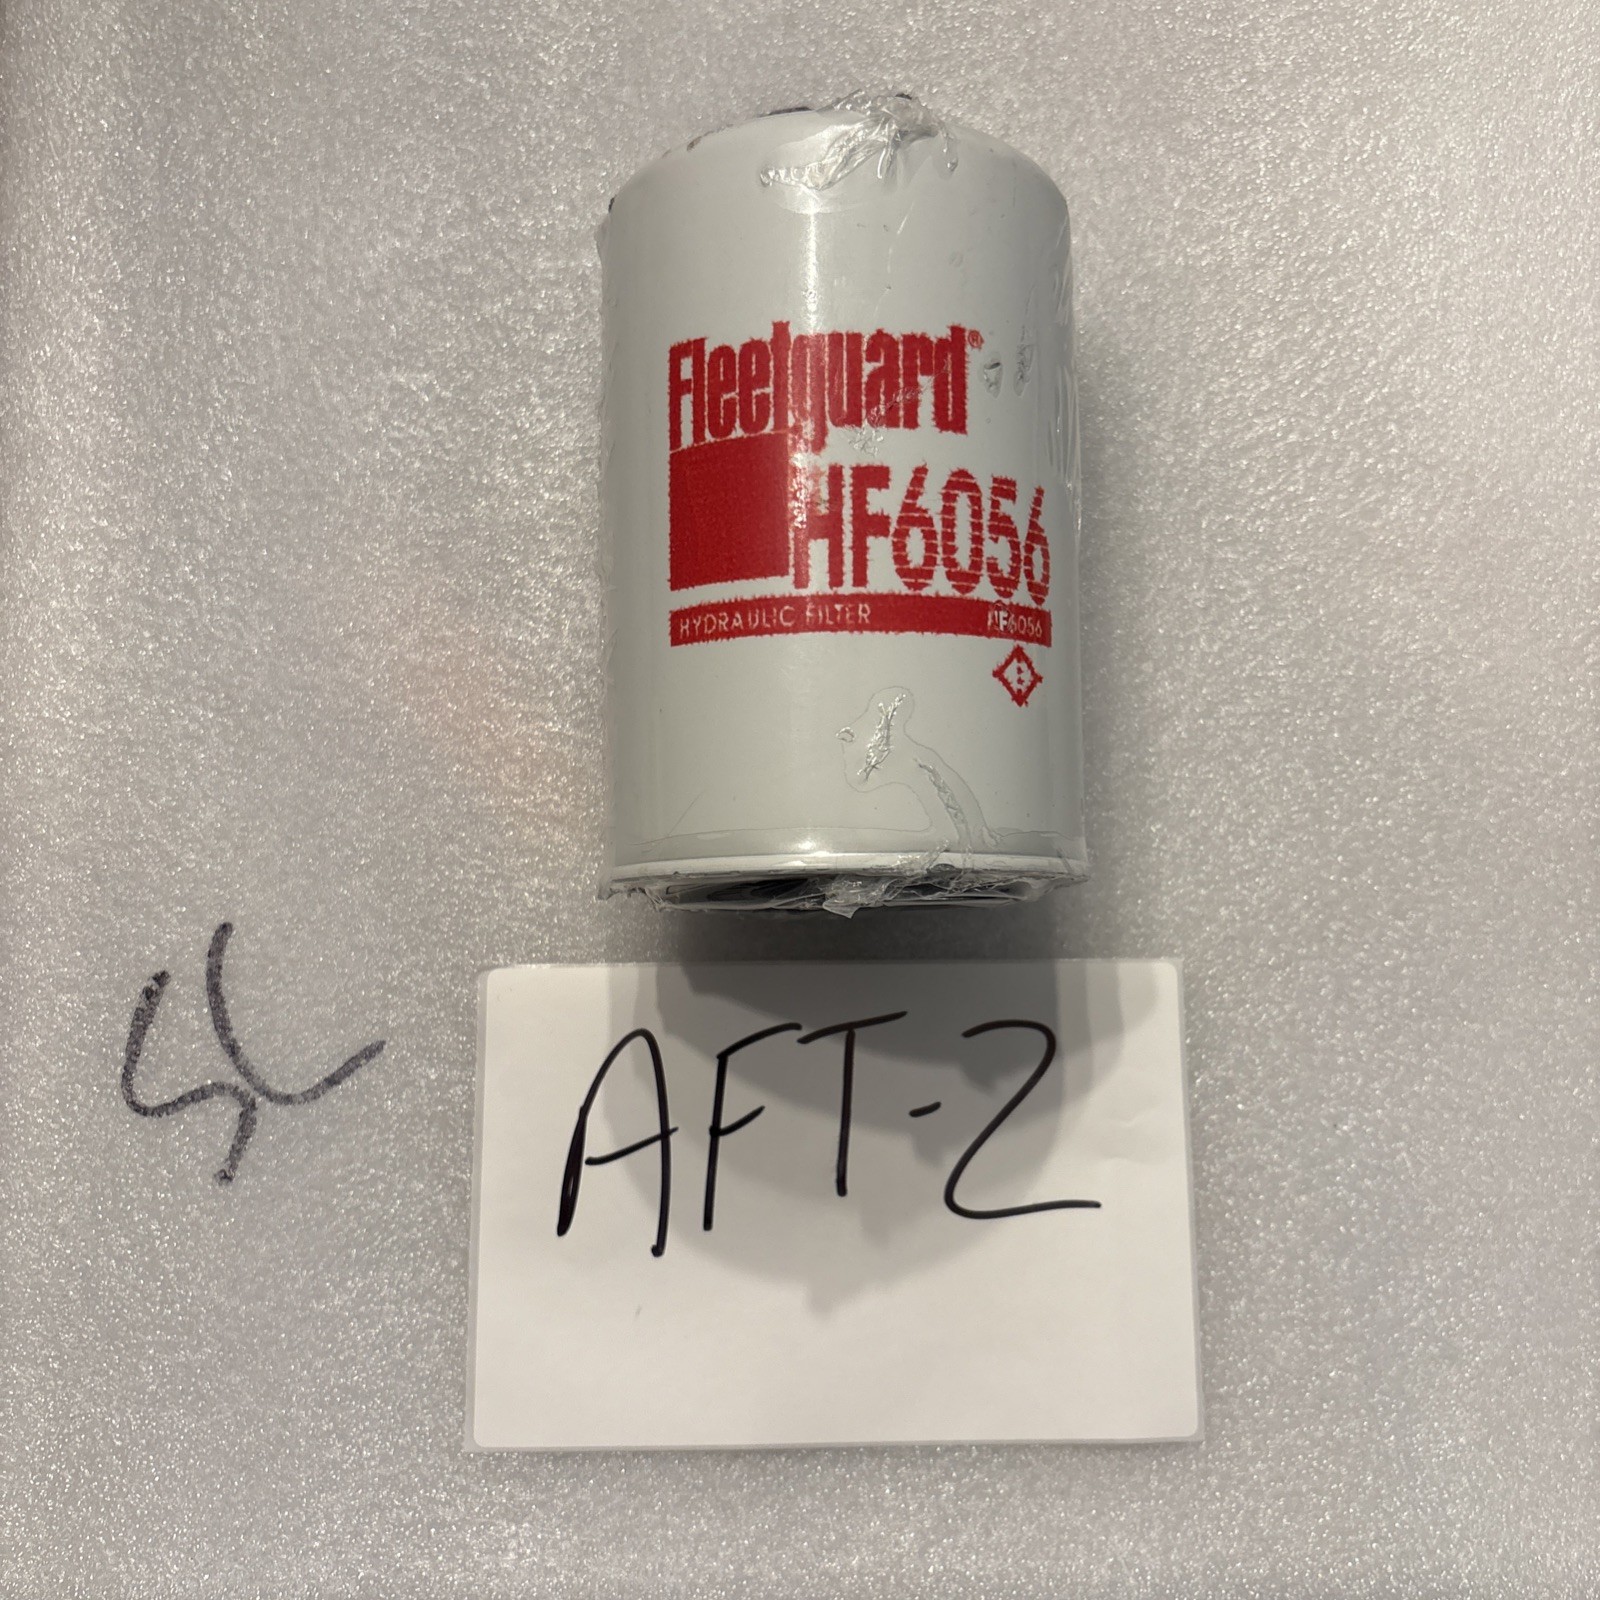 Fleetguard®
HF6056
HYDRAULIC FILTER HF6056
AFT-2